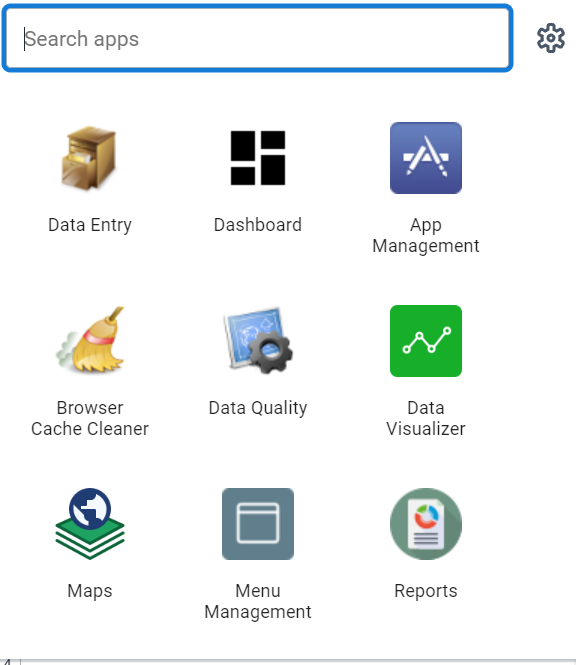 Search apps
Data Entry
Dashboard
App
Management
Browser
Cache Cleaner
Data Quality
Data
Visualizer
Maps
Menu
Management
Reports